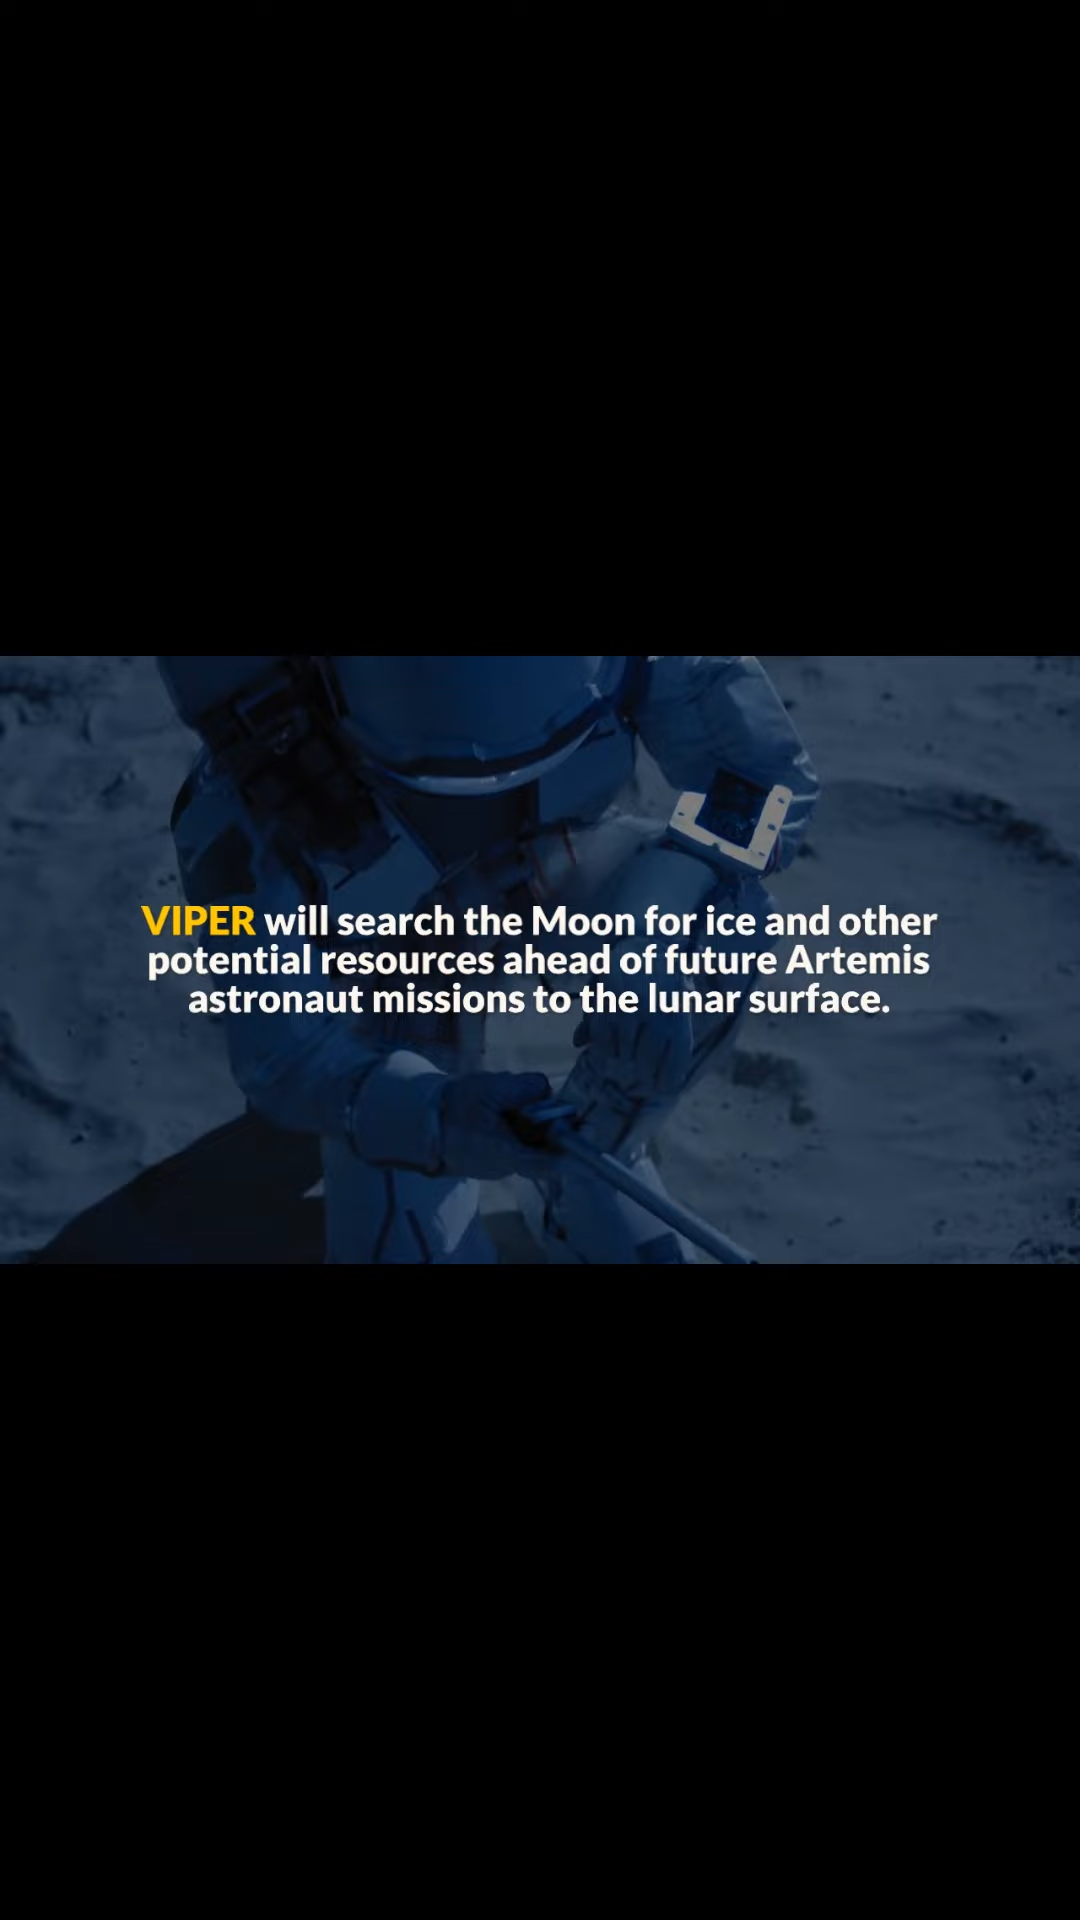 VIPER will search the Moon for ice and other
potential resources ahead of future Artemis
astronaut missions to the lunar surface.